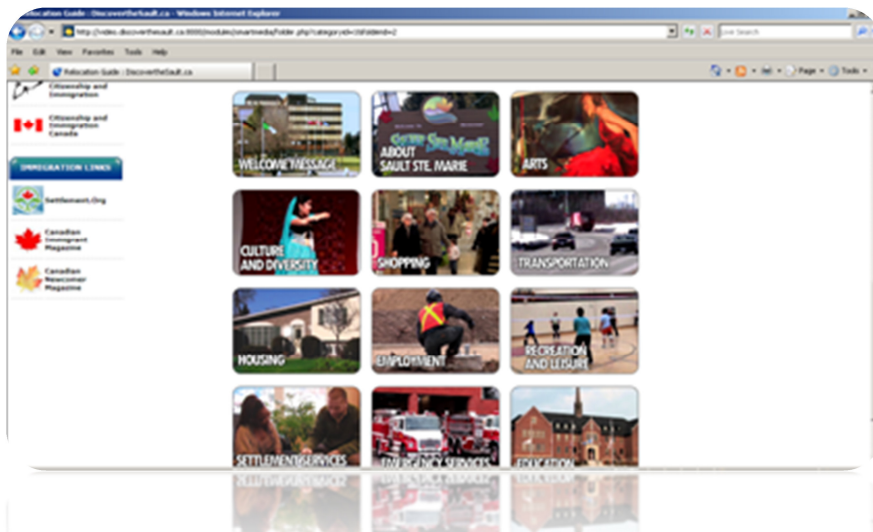 Relocation Guide - DiscovertheSault.ca - Windows Internet Explorer
File Edit View Favorites Tools Help
Relocation Guide - DiscovertheSault.ca
Page Tools
Citizenship and
Immigration
Citizenship and
Immigration
Canada
IMMIGRATION LINKS
Settlement.Org
Canadian
Immigrant
Magazine
Canadian
Newcomer
Magazine
WELCOME MESSAGE
SAULT STE. MARIE
ABOUT
SAULT STE. MARIE
ARTS
CULTURE
AND DIVERSITY
SHOPPING
TRANSPORTATION
HOUSING
EMPLOYMENT
RECREATION
AND LEISURE
SETTLEMENT SERVICES
EMERGENCY SERVICES
EDUCATION